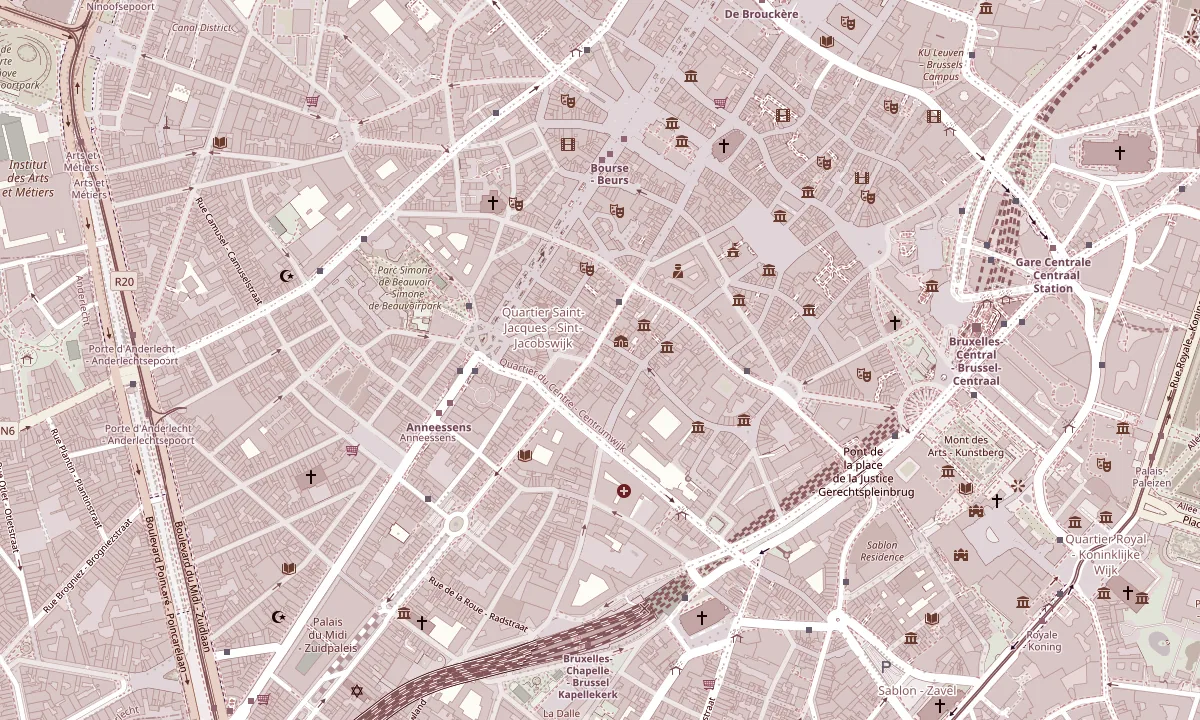 Ninoofsepoort
Canal District
De Brouckère
KU Leuven
– Brussels
Campus
Institut
des Arts
et Métiers
Arts et
Métiers
Arts et
Métiers
Bourse
- Beurs
Rue Camusel - Camuselstraat
Parc Simone
de Beauvoir
- Simone
de Beauvoirpark
Gare Centrale
Centraal
Station
R20
Anderlecht
Quartier Saint-
Jacques - Sint-
Jacobswijk
Porte d'Anderlecht
- Anderlechtsepoort
Bruxelles-
Central
- Brussel-
Centraal
Rue Royale - Konin
Quartier du Centre - Centrumwijk
N6
Porte d'Anderlecht
- Anderlechtsepoort
Anneessens
Anneessens
Rue Plantin - Plantinstraat
Mont des
Arts - Kunstberg
Pont de
la place
de la Justice
Gerechtspleinbrug
Palais -
Paleizen
Allée
Plac
Rue Brogniez - Brogniezstraat
Boulevard Poincaré - Poincarélaan
Boulevard du Midi - Zuidlaan
Sablon
Residence
Quartier Royal
- Koninklijke
Wijk
Rue de la Roue - Radstraat
Palais
du Midi -
Zuidpaleis
Royale
- Koning
Bruxelles-
Chapelle
- Brussel
Kapellekerk
P
Sablon - Zavel
La Dalle